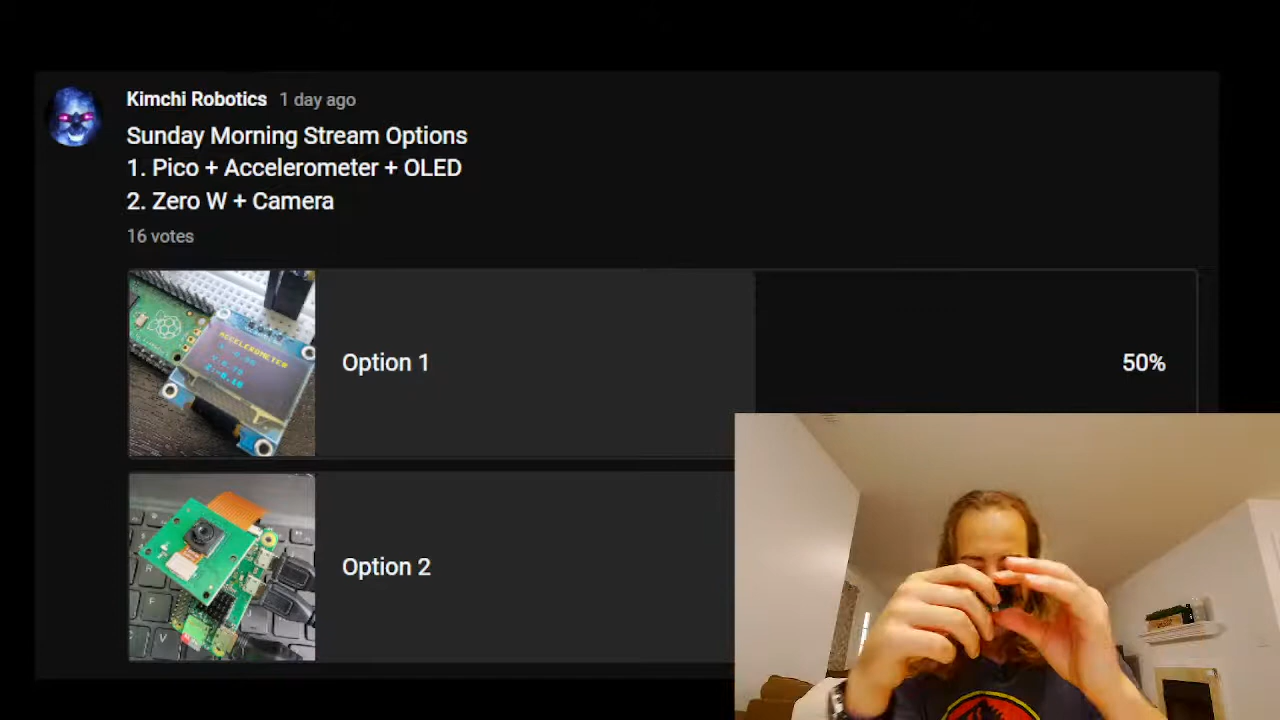 Kimchi Robotics 1 day ago
Sunday Morning Stream Options
1. Pico + Accelerometer + OLED
2. Zero W + Camera
16 votes
ACCELEROMETER
Option 1
50%
Option 2